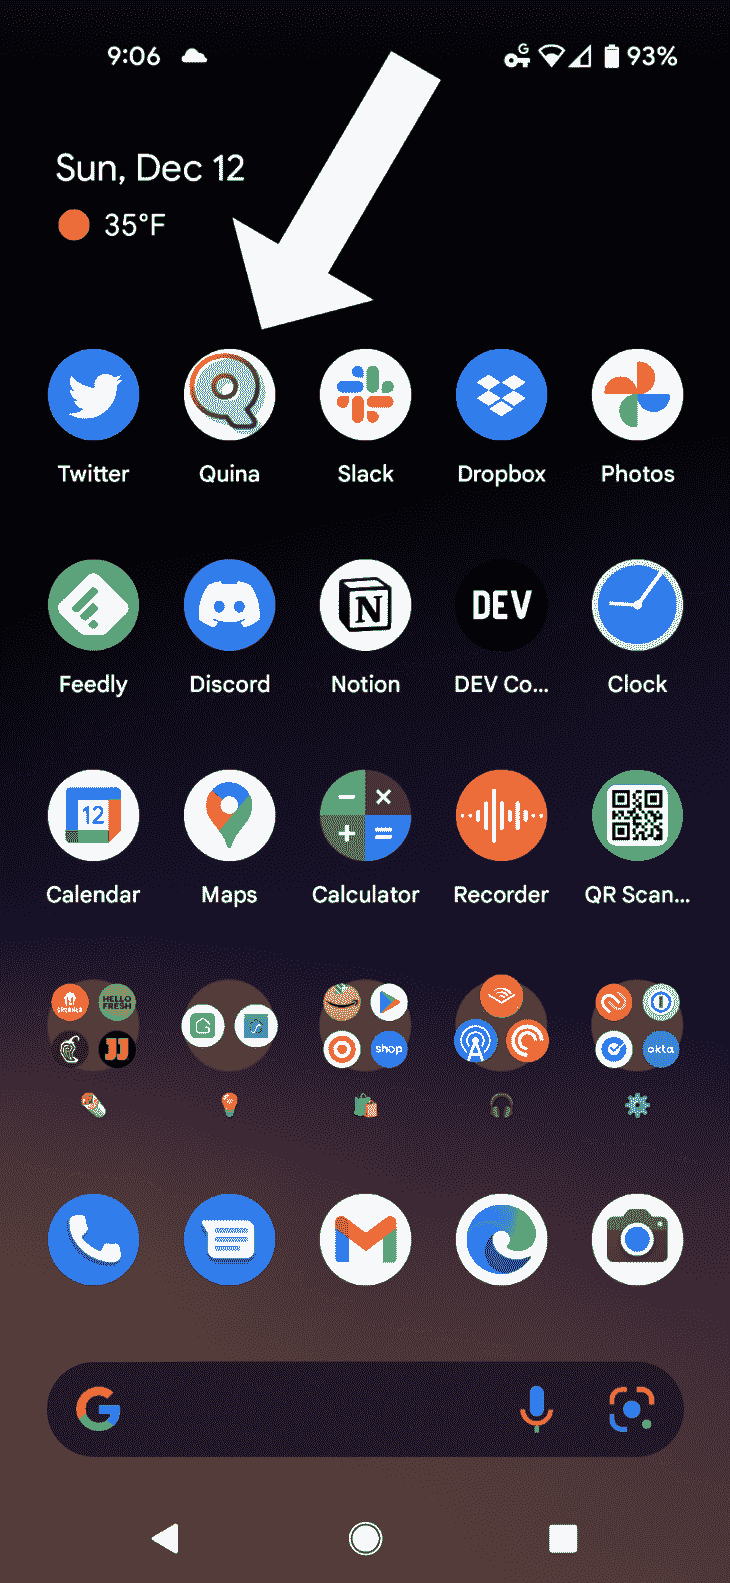 9:06 G 93%
Sun, Dec 12
35°F
Q
Twitter Quina Slack Dropbox Photos
N DEV
Feedly Discord Notion DEV Co... Clock
12
Calendar Maps Calculator Recorder QR Scan...
HELLO
FRESH
shop okta
G